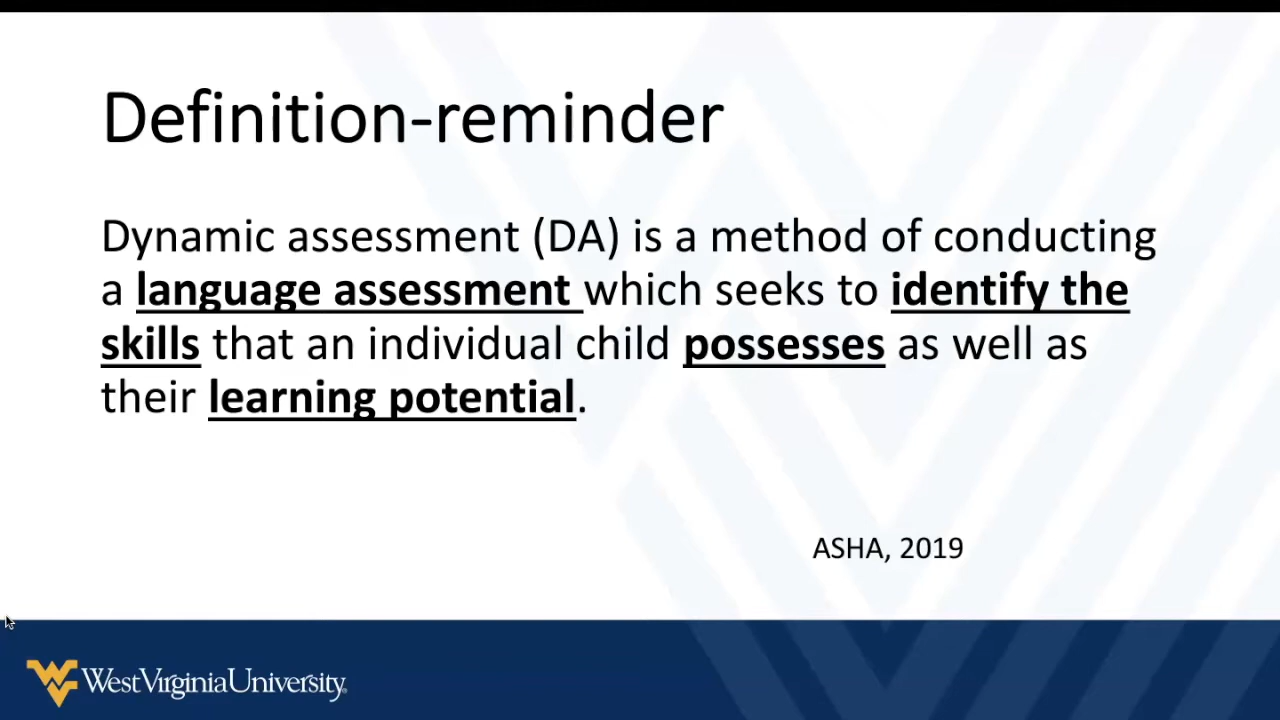 Definition-reminder
Dynamic assessment (DA) is a method of conducting
a language assessment which seeks to identify the
skills that an individual child possesses as well as
their learning potential.
ASHA, 2019
WestVirginiaUniversity.